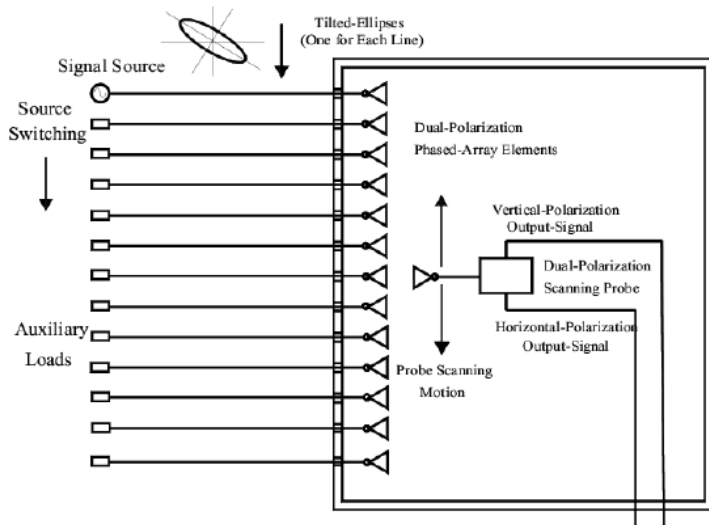 Tilted-Ellipses
(One for Each Line)
Signal Source
Source
Switching
Dual-Polarization
Phased-Array Elements
Vertical-Polarization
Output-Signal
Dual-Polarization
Scanning Probe
Horizontal-Polarization
Output-Signal
Auxiliary
Loads
Probe Scanning
Motion